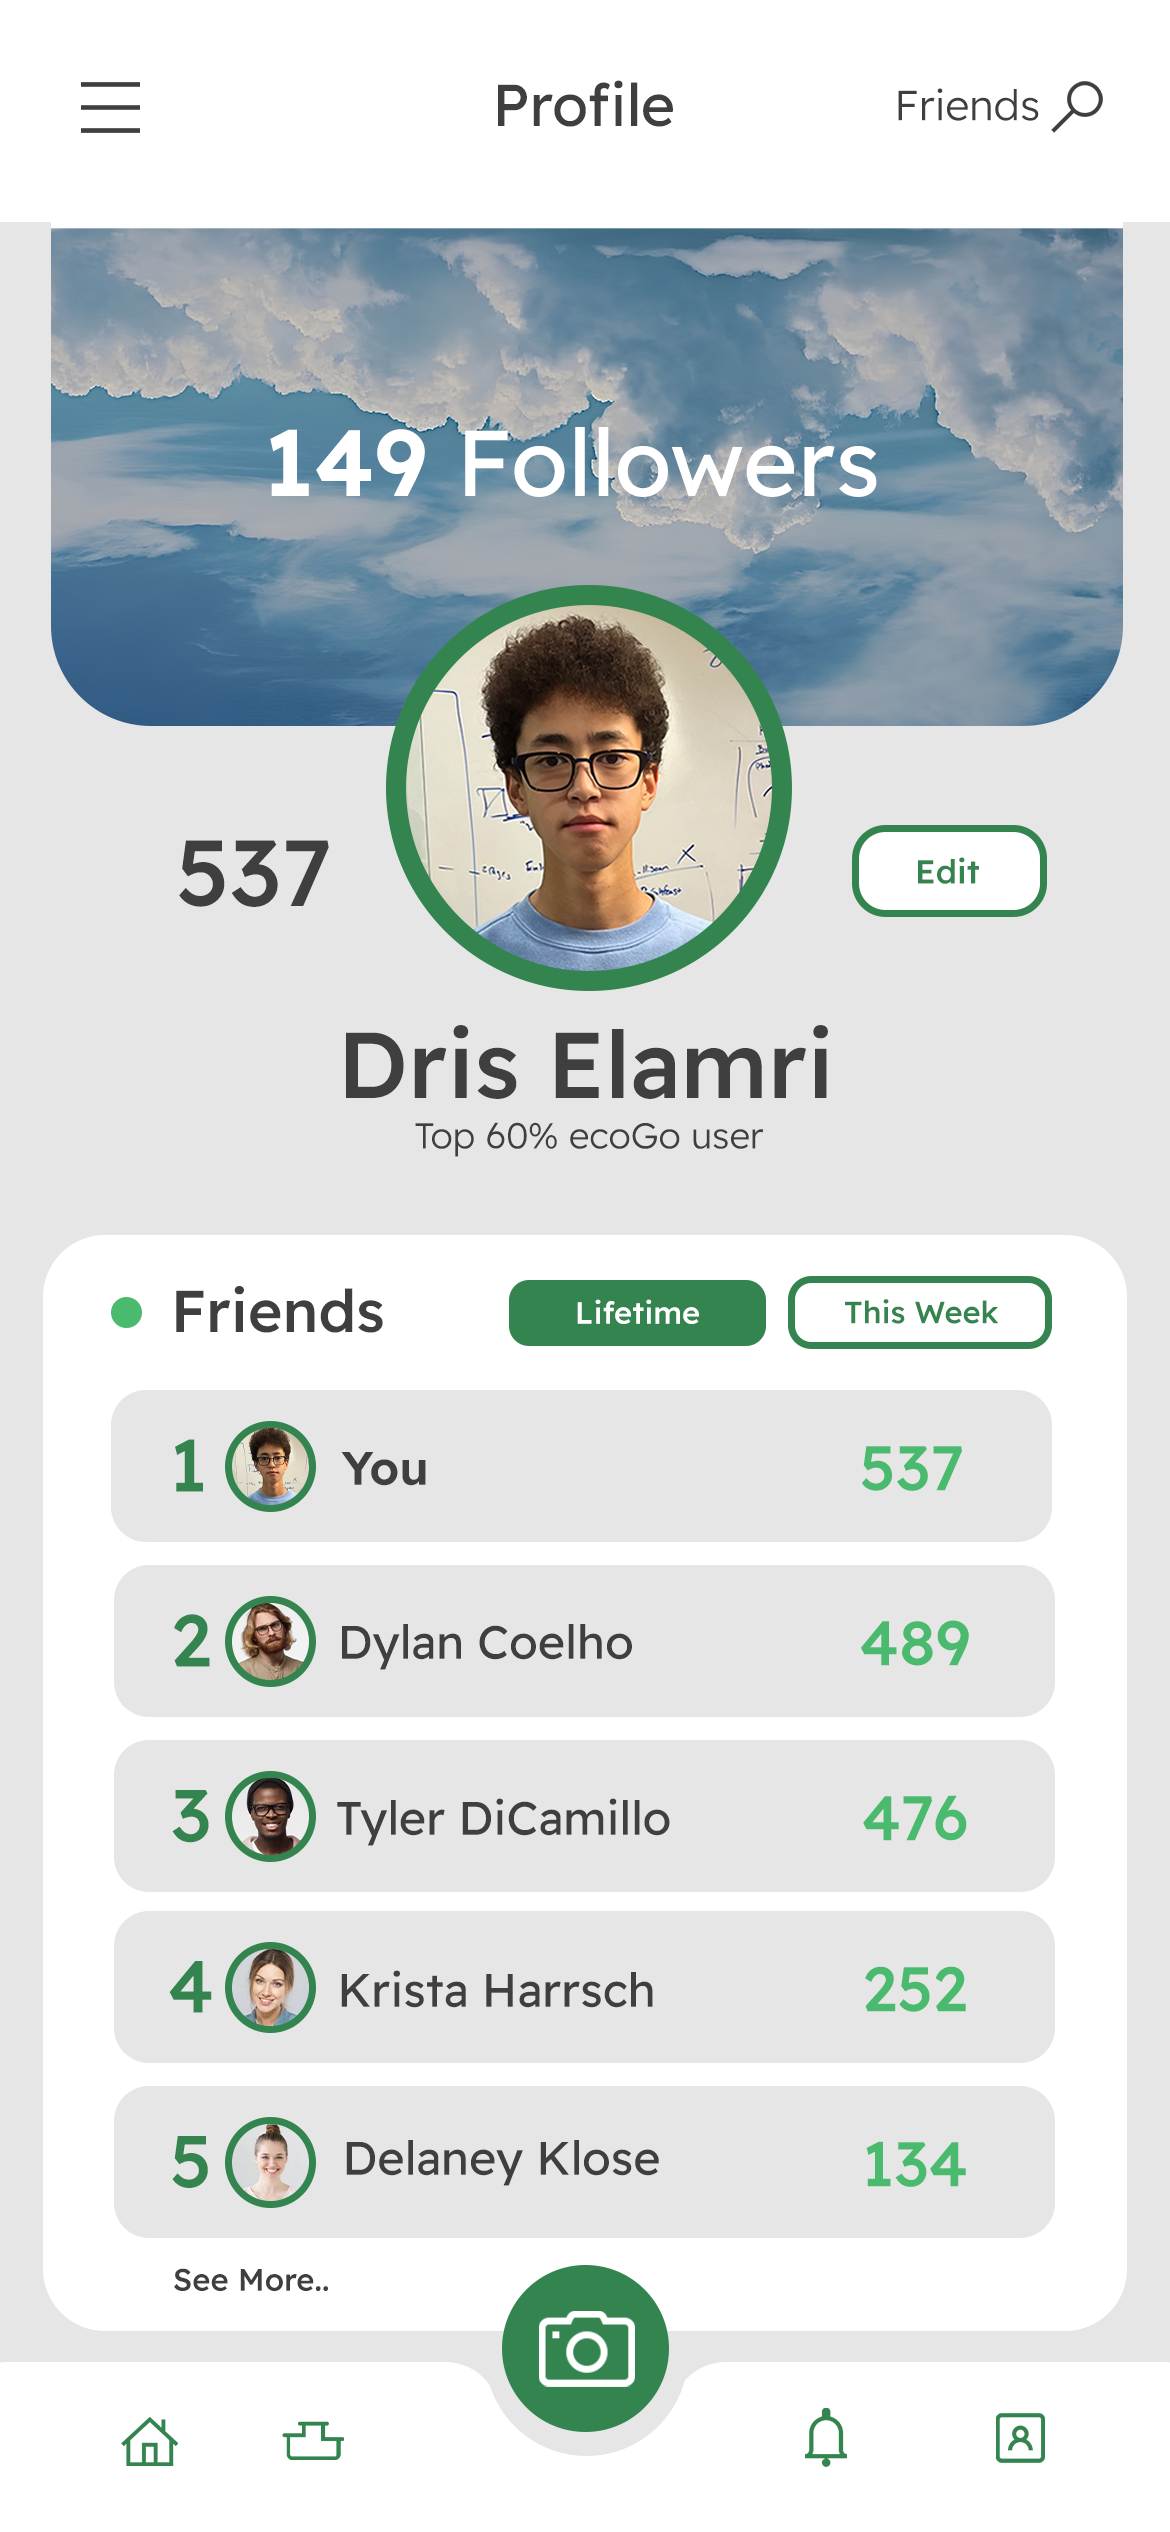 Profile
Friends
149 Followers
537
Edit
Dris Elamri
Top 60% ecoGo user
Friends
Lifetime
This Week
1 You 537
2 Dylan Coelho 489
3 Tyler DiCamillo 476
4 Krista Harrsch 252
5 Delaney Klose 134
See More..